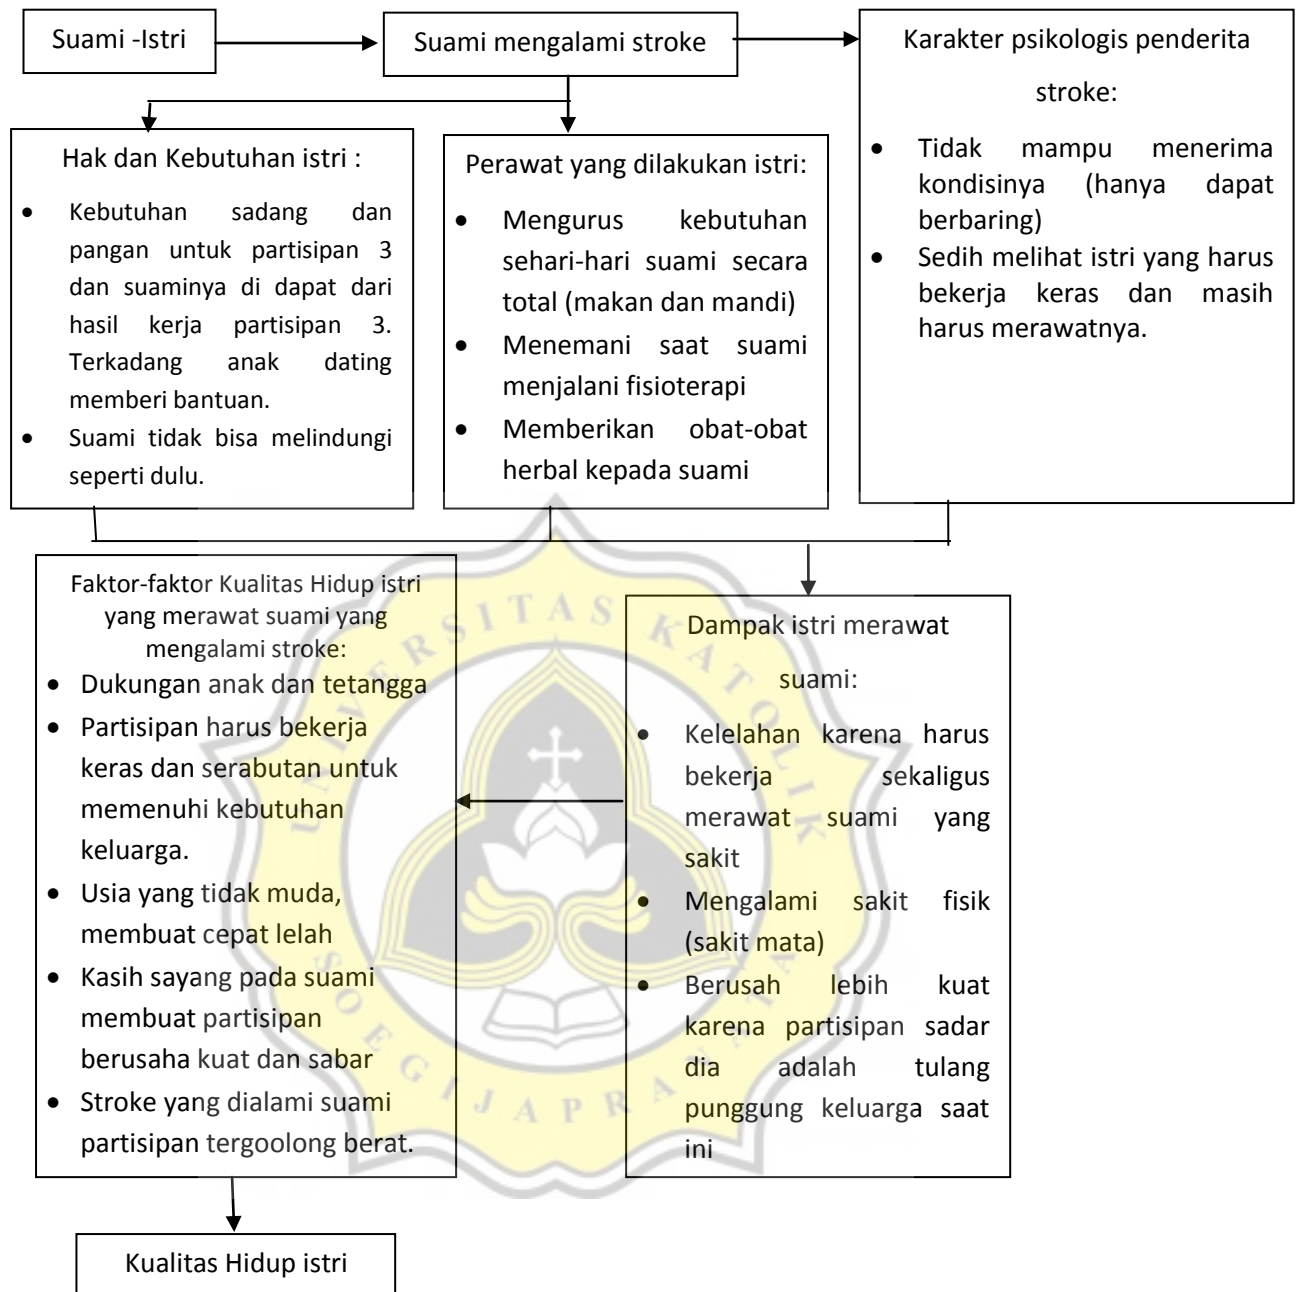 Suami -Istri
Suami mengalami stroke
Karakter psikologis penderita
stroke:
• Tidak mampu menerima
kondisinya (hanya dapat
berbaring)
• Sedih melihat istri yang harus
bekerja keras dan masih
harus merawatnya.
Hak dan Kebutuhan istri :
• Kebutuhan sadang dan
pangan untuk partisipan 3
dan suaminya di dapat dari
hasil kerja partisipan 3.
Terkadang anak dating
memberi bantuan.
• Suami tidak bisa melindungi
seperti dulu.
Perawat yang dilakukan istri:
• Mengurus kebutuhan
sehari-hari suami secara
total (makan dan mandi)
• Menemani saat suami
menjalani fisioterapi
• Memberikan obat-obat
herbal kepada suami
Faktor-faktor Kualitas Hidup istri
yang merawat suami yang
mengalami stroke:
• Dukungan anak dan tetangga
• Partisipan harus bekerja
keras dan serabutan untuk
memenuhi kebutuhan
keluarga.
• Usia yang tidak muda,
membuat cepat lelah
• Kasih sayang pada suami
membuat partisipan
berusaha kuat dan sabar
• Stroke yang dialami suami
partisipan tergoolong berat.
Dampak istri merawat
suami:
• Kelelahan karena harus
bekerja sekaligus
merawat suami yang
sakit
• Mengalami sakit fisik
(sakit mata)
• Berusah lebih kuat
karena partisipan sadar
dia adalah tulang
punggung keluarga saat
ini
Kualitas Hidup istri
UNIVERSITAS KATOLIK
SOEGIJAPRANATA